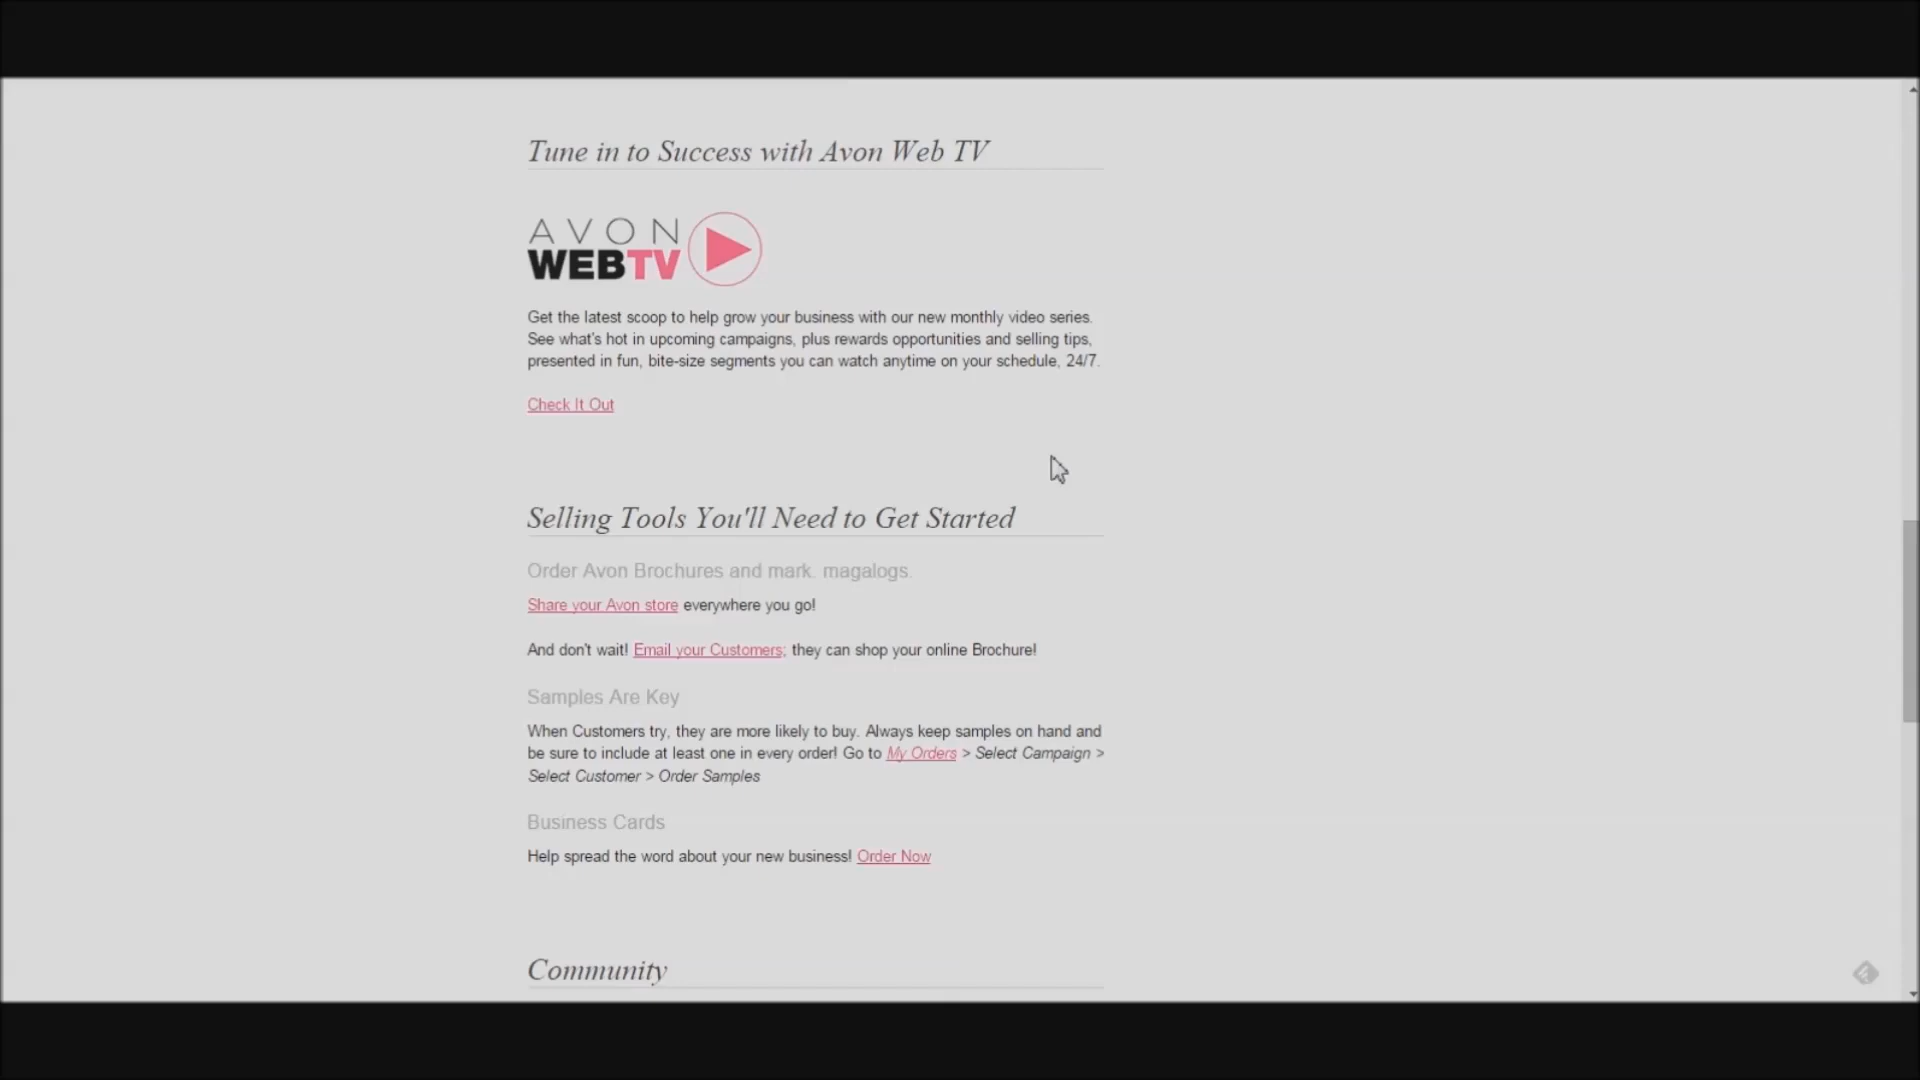 Tune in to Success with Avon Web TV
AVON
WEBTV
Get the latest scoop to help grow your business with our new monthly video series.
See what's hot in upcoming campaigns, plus rewards opportunities and selling tips,
presented in fun, bite-size segments you can watch anytime on your schedule, 24/7.
Check It Out
Selling Tools You'll Need to Get Started
Order Avon Brochures and mark. magalogs.
Share your Avon store everywhere you go!
And don't wait! Email your Customers; they can shop your online Brochure!
Samples Are Key
When Customers try, they are more likely to buy. Always keep samples on hand and
be sure to include at least one in every order! Go to My Orders > Select Campaign >
Select Customer > Order Samples
Business Cards
Help spread the word about your new business! Order Now
Community